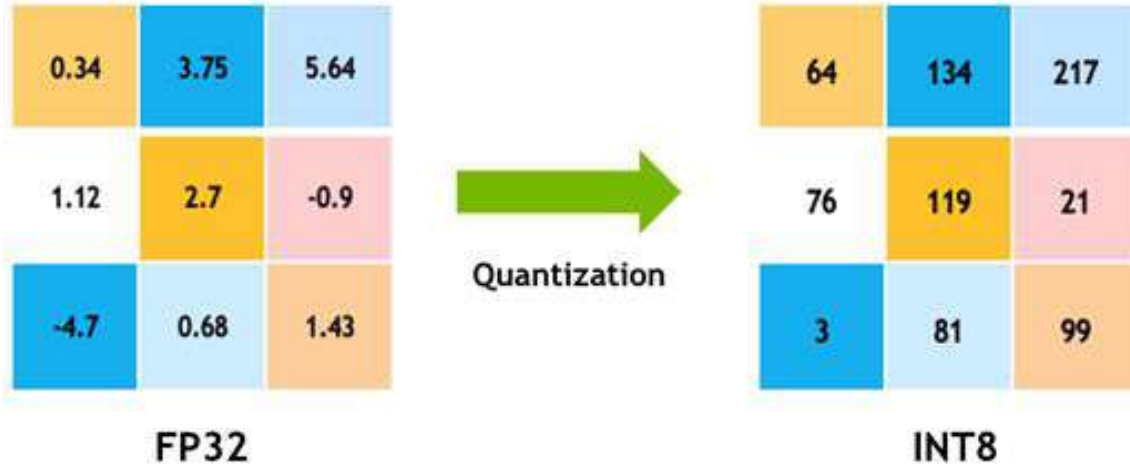 0.34 3.75 5.64 64 134 217
1.12 2.7 -0.9 76 119 21
Quantization
-4.7 0.68 1.43 3 81 99
FP32 INT8